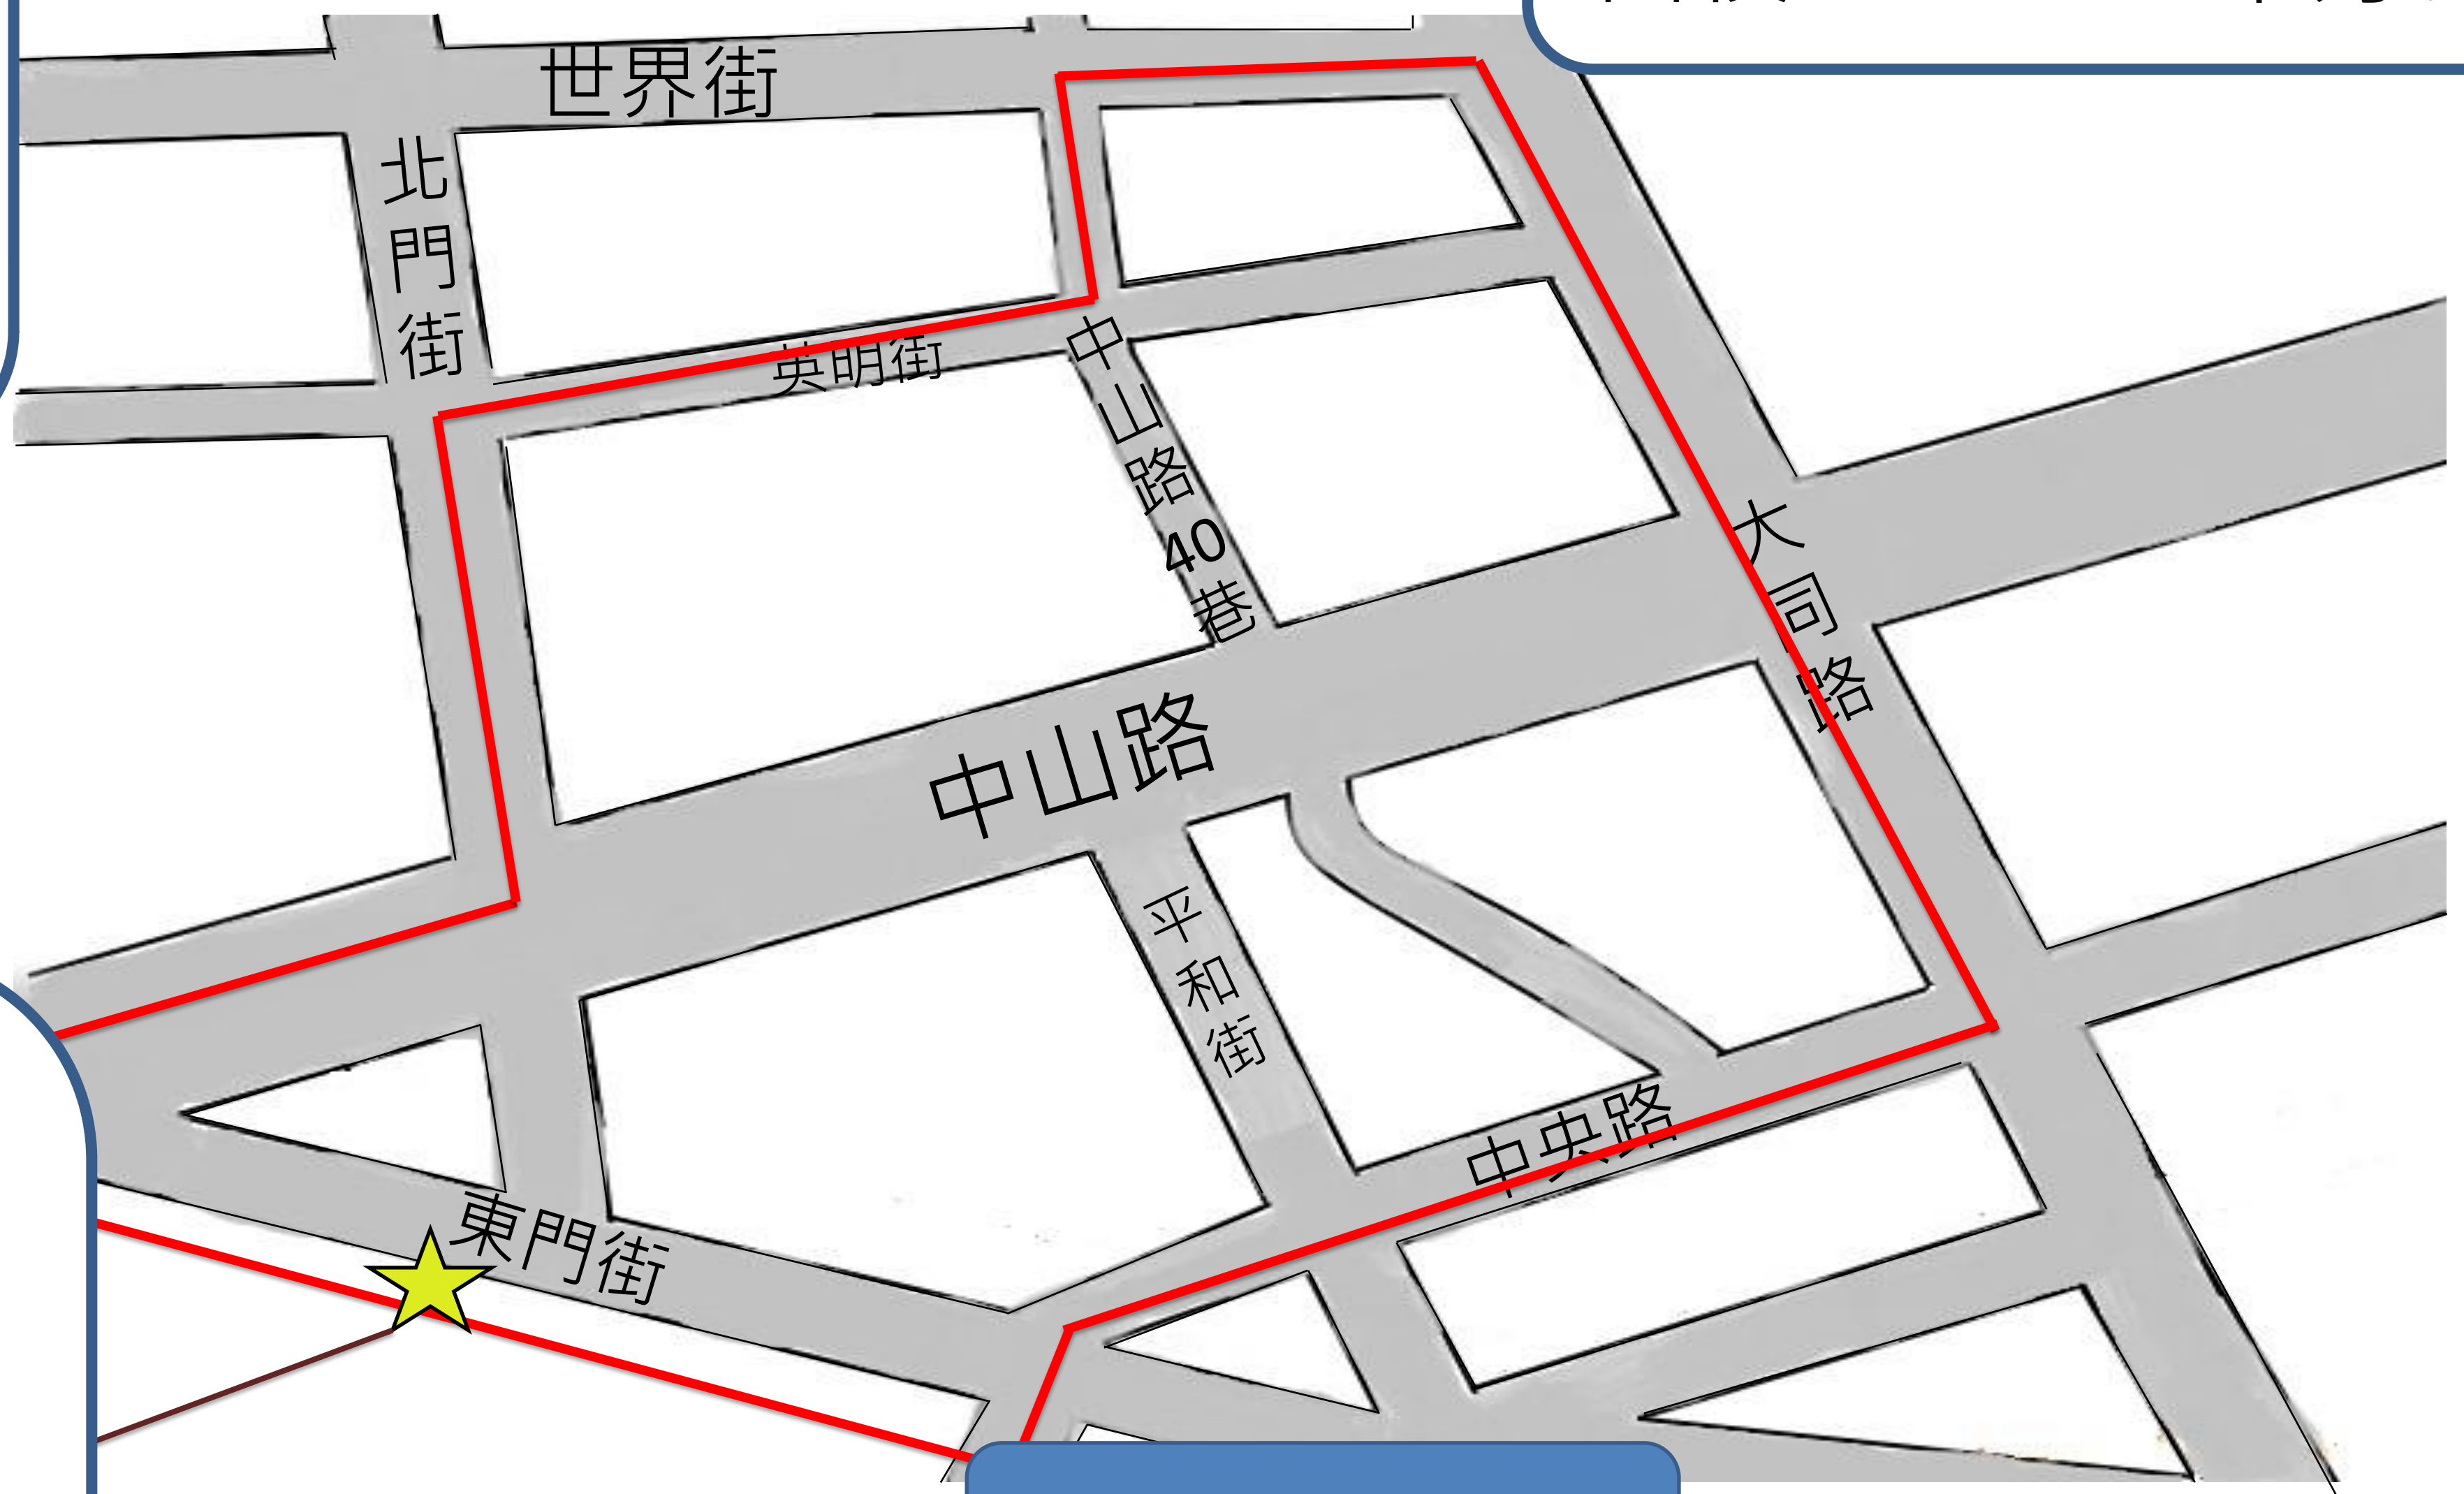 世界街
北門街
英明街
中山路40巷
大司路
中山路
平和街
中央路
東門街